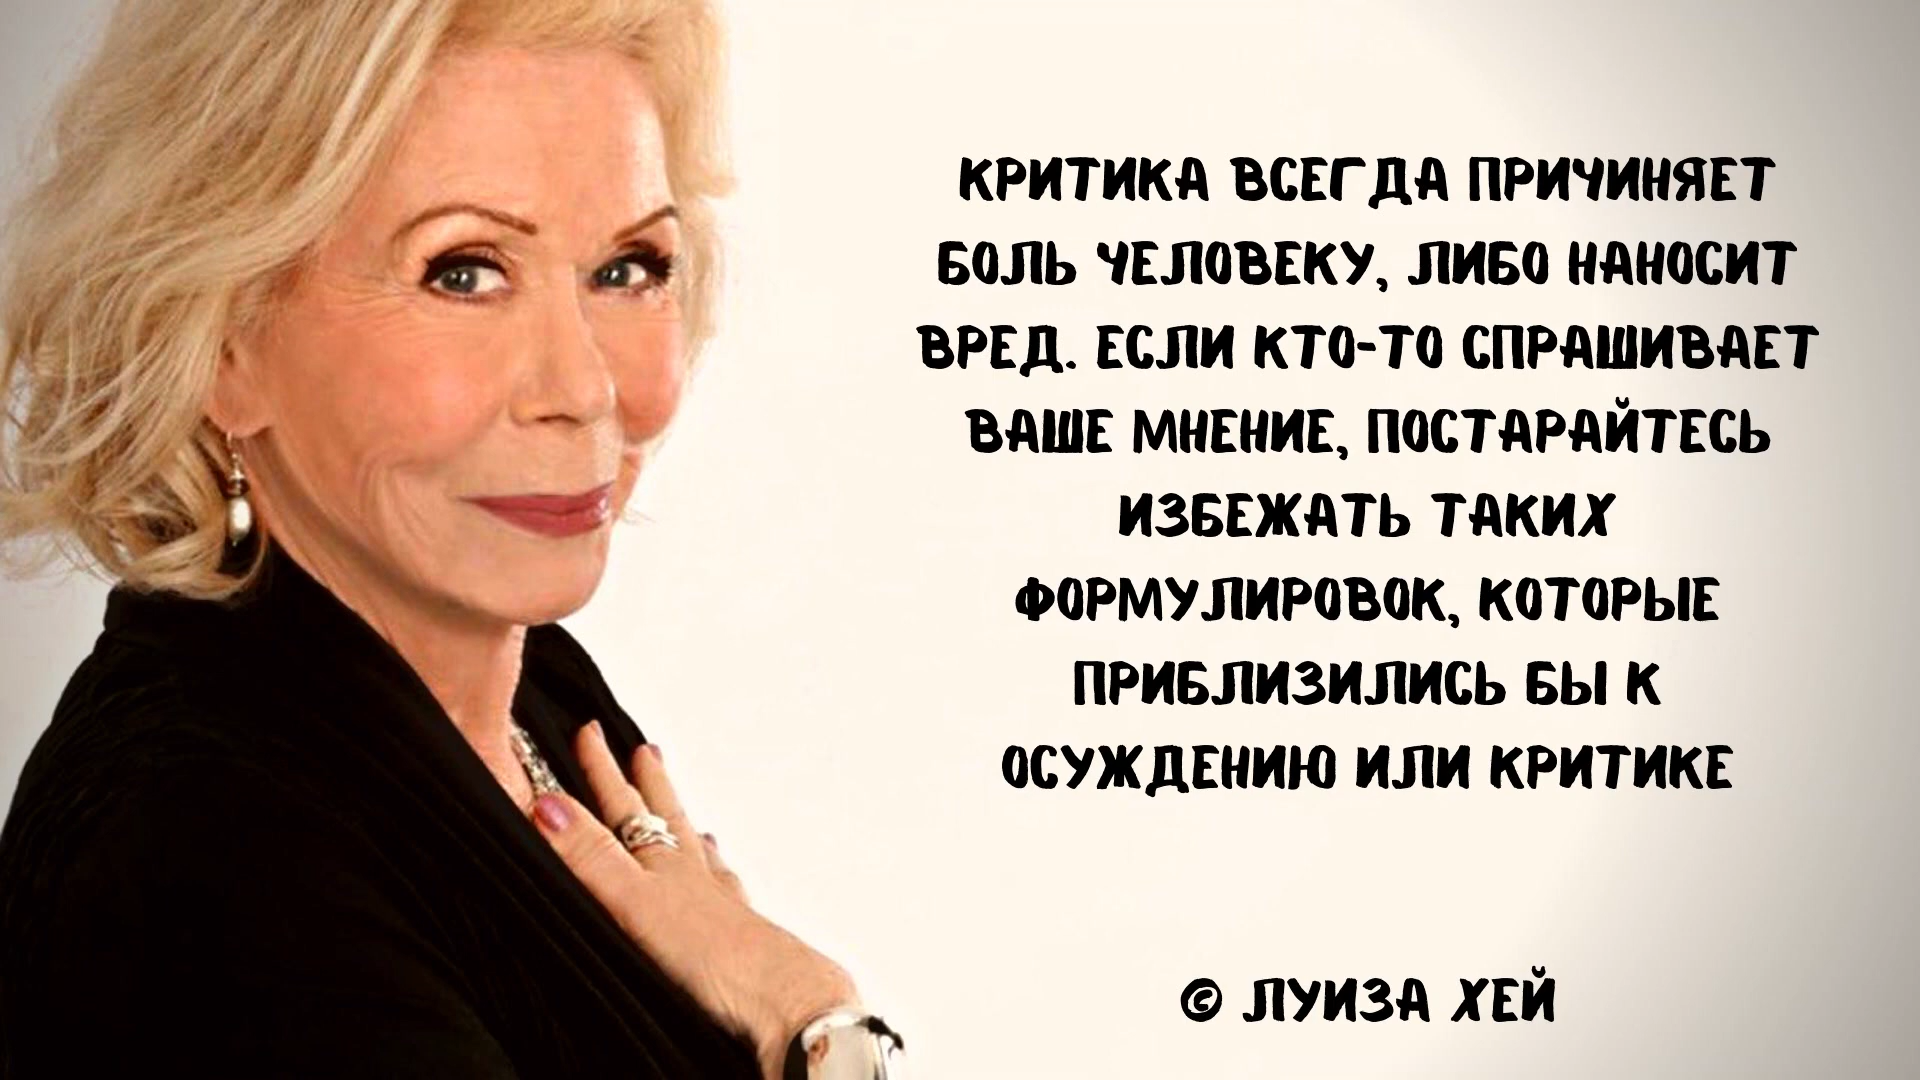 КРИТИКА ВСЕГДА ПРИЧИНЯЕТ
БОЛЬ ЧЕЛОВЕКУ, ЛИБО НАНОСИТ
ВРЕД. ЕСЛИ КТО-ТО СПРАШИВАЕТ
ВАШЕ МНЕНИЕ, ПОСТАРАЙТЕСЬ
ИЗБЕЖАТЬ ТАКИХ
ФОРМУЛИРОВОК, КОТОРЫЕ
ПРИБЛИЗИЛИСЬ БЫ К
ОСУЖДЕНИЮ ИЛИ КРИТИКЕ
© ЛУИЗА ХЕЙ